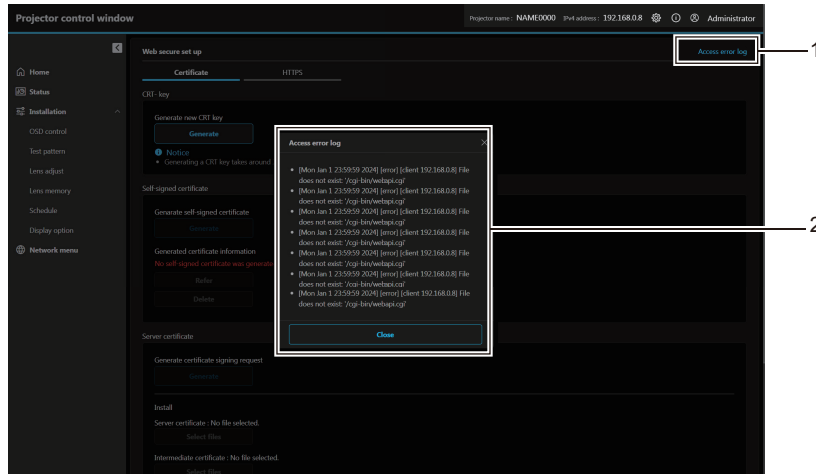 Projector control window
Projector name : NAME0000 IPv4 address : 192.168.0.8 Administrator
Web secure set up
Access error log
1
Home
Status
Installation
OSD control
Test pattern
Lens adjust
Lens memory
Schedule
Display option
Network menu
Certificate
HTTPS
CRT- key
Generate new CRT key
Generate
Notice
• Generating a CRT key takes around
Self-signed certificate
Genarate self-signed certificate
Generate
Generated certificate information
No self-signed certificate was generate
Refer
Delete
Server certificate
Generate certificate signing request
Generate
Install
Server certificate : No file selected.
Select files
Intermediate certificate : No file selected.
Select files
Access error log
• [Mon Jan 1 23:59:59 2024] [error] [client 192.168.0.8] File
does not exist: '/cgi-bin/webapi.cgi'
• [Mon Jan 1 23:59:59 2024] [error] [client 192.168.0.8] File
does not exist: '/cgi-bin/webapi.cgi'
• [Mon Jan 1 23:59:59 2024] [error] [client 192.168.0.8] File
does not exist: '/cgi-bin/webapi.cgi'
• [Mon Jan 1 23:59:59 2024] [error] [client 192.168.0.8] File
does not exist: '/cgi-bin/webapi.cgi'
• [Mon Jan 1 23:59:59 2024] [error] [client 192.168.0.8] File
does not exist: '/cgi-bin/webapi.cgi'
• [Mon Jan 1 23:59:59 2024] [error] [client 192.168.0.8] File
does not exist: '/cgi-bin/webapi.cgi'
• [Mon Jan 1 23:59:59 2024] [error] [client 192.168.0.8] File
does not exist: '/cgi-bin/webapi.cgi'
Close
2